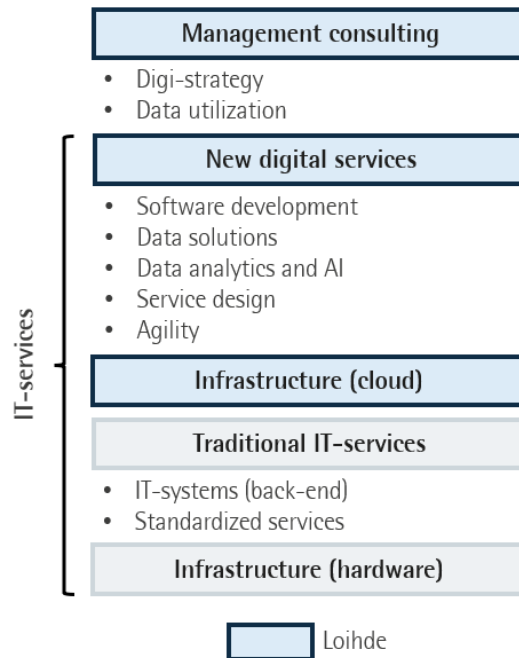 Management consulting
• Digi-strategy
• Data utilization
New digital services
• Software development
• Data solutions
• Data analytics and AI
• Service design
• Agility
IT-services
Infrastructure (cloud)
Traditional IT-services
• IT-systems (back-end)
• Standardized services
Infrastructure (hardware)
Loihde